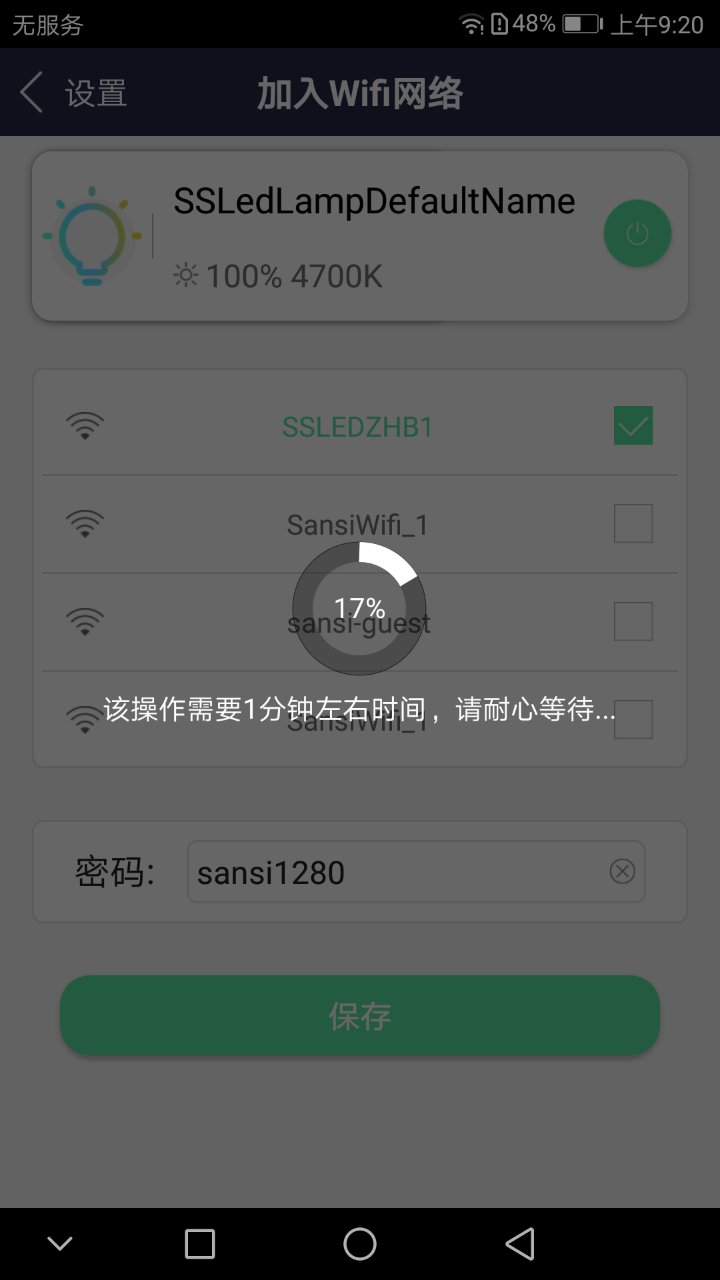 无服务 48% 上午9:20
设置 加入Wifi网络
SSLedLampDefaultName
100% 4700K
SSLEDZHB1
SansiWifi_1
17%
sansi-guest
该操作需要1分钟左右时间，请耐心等待...
SansiWifi_1
密码: sansi1280
保存